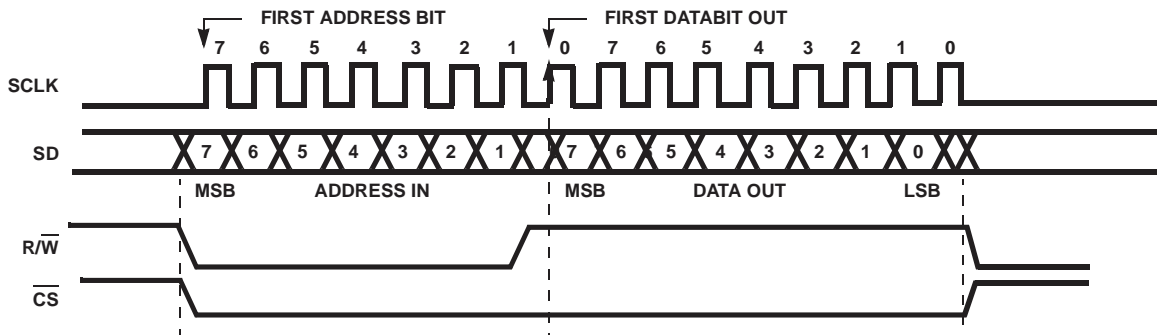 FIRST ADDRESS BIT FIRST DATABIT OUT
7 6 5 4 3 2 1 0 7 6 5 4 3 2 1 0
SCLK
SD 7 6 5 4 3 2 1 7 6 5 4 3 2 1 0
MSB ADDRESS IN MSB DATA OUT LSB
R/W
CS